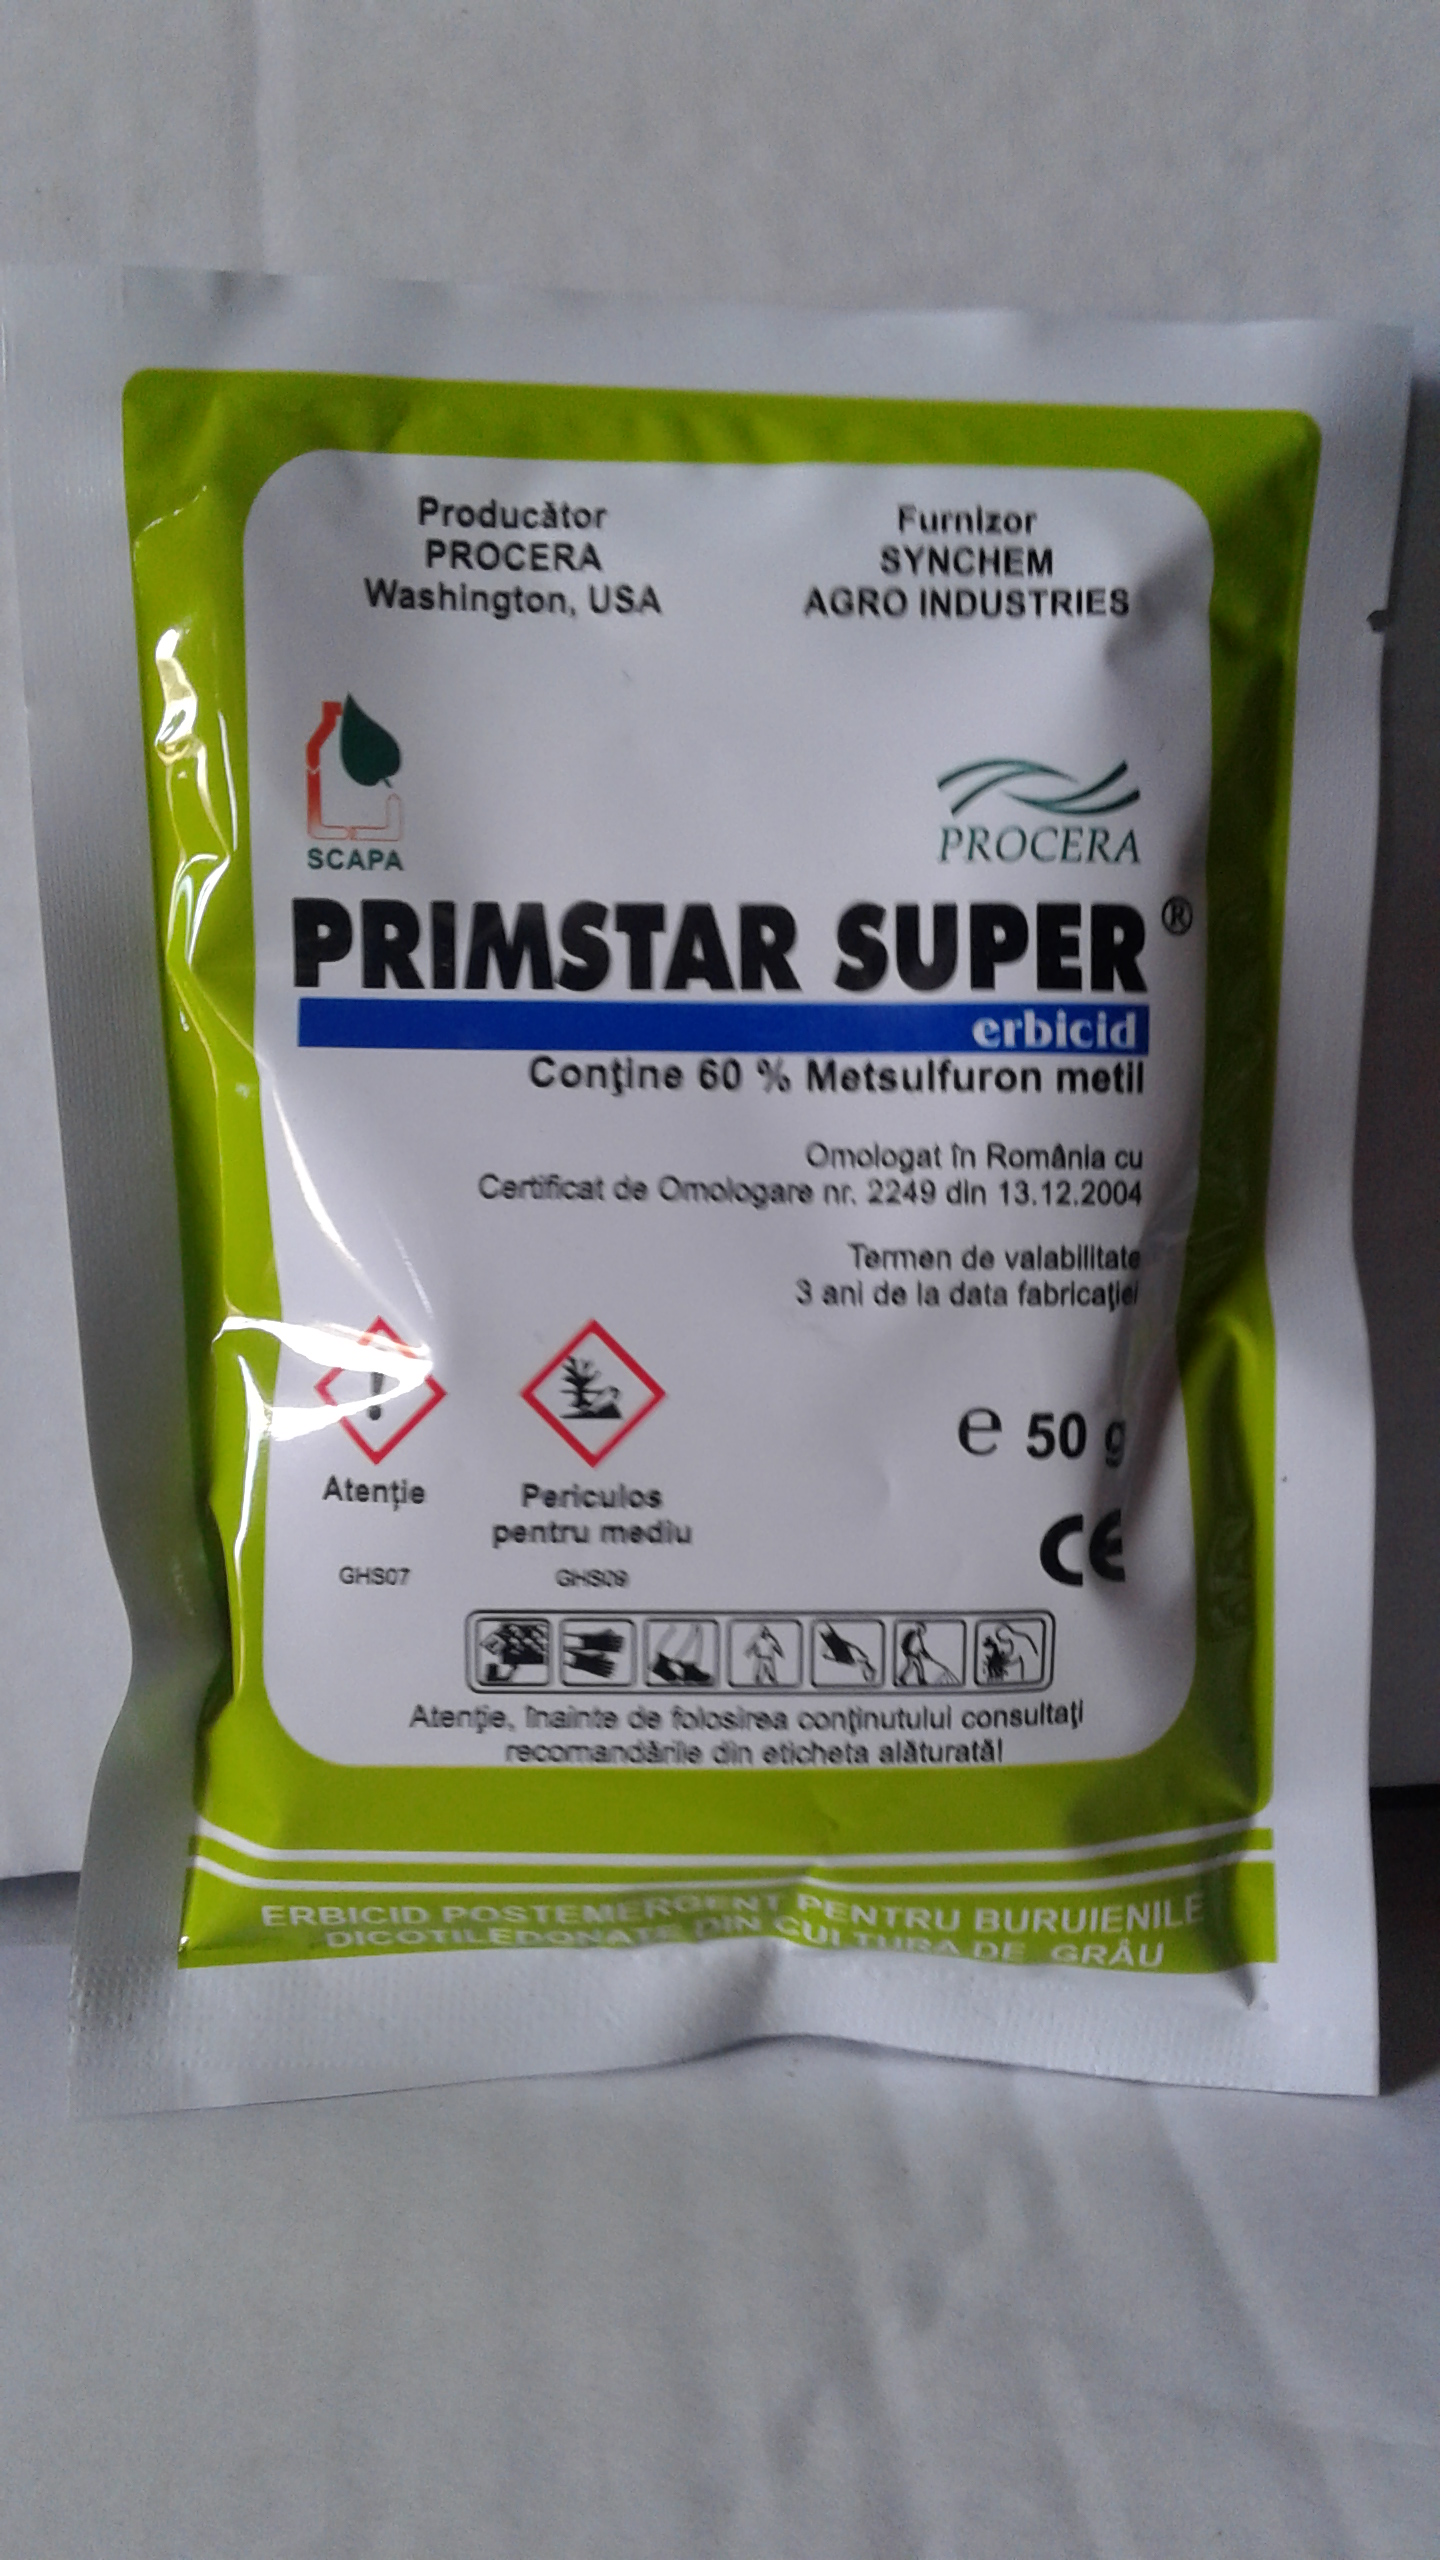 Producător
PROCERA
Washington, USA
Furnizor
SYNCHEM
AGRO INDUSTRIES
SCAPA
PROCERA
PRIMSTAR SUPER®
erbicid
Conţine 60 % Metsulfuron metil
Omologat în România cu
Certificat de Omologare nr. 2249 din 13.12.2004
Termen de valabilitate
3 ani de la data fabricaţiei
℮ 50 g
CE
!
Atenţie
GHS07
Periculos
pentru mediu
GHS09
Atenţie, înainte de folosirea conţinutului consultaţi
recomandările din eticheta alăturată!
ERBICID POSTEMERGENT PENTRU BURUIENILE
DICOTILEDONATE DIN CULTURA DE GRÂU